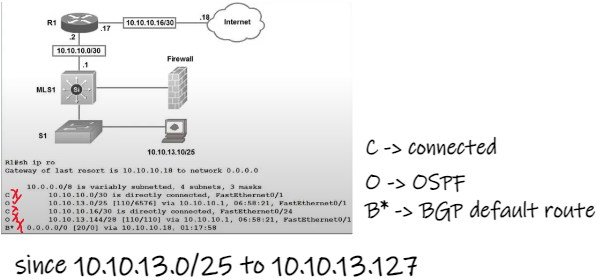 R1
.17
10.10.10.16/30
.18
Internet
.2
10.10.10.0/30
.1
Firewall
MLS1
Si
S1
10.10.13.10/25
R1#sh ip ro
Gateway of last resort is 10.10.10.18 to network 0.0.0.0
10.0.0.0/8 is variably subnetted, 4 subnets, 3 masks
C 10.10.10.0/30 is directly connected, FastEthernet0/1
O 10.10.13.0/25 [110/6576] via 10.10.10.1, 06:58:21, FastEthernet0/1
C 10.10.10.16/30 is directly connected, FastEthernet0/24
O 10.10.13.144/28 [110/110] via 10.10.10.1, 06:58:21, FastEthernet0/1
B* 0.0.0.0/0 [20/0] via 10.10.10.18, 01:17:58
C -> connected
O -> OSPF
B* -> BGP default route
since 10.10.13.0/25 to 10.10.13.127